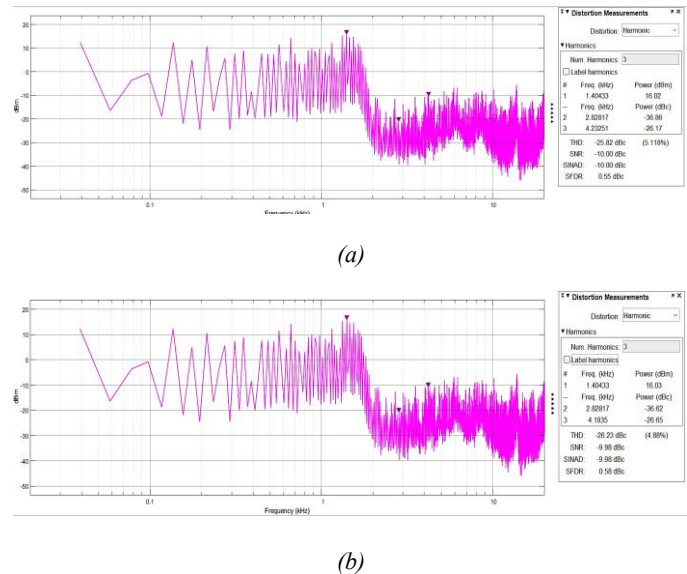 ▼ Distortion Measurements
Distortion: Harmonic
▼Harmonics
Num. Harmonics: 3
Label harmonics
# Freq. (kHz) Power (dBm)
1 1.40433 16.02
-- Freq. (kHz) Power (dBc)
2 2.82817 -36.86
3 4.23251 -26.17
THD: -25.82 dBc (5.118%)
SNR: -10.00 dBc
SINAD: -10.00 dBc
SFDR: 0.55 dBc
20
10
0
-10
-20
-30
-40
-50
dBm
0.1 1 10
Frequency (kHz)
(a)
▼ Distortion Measurements
Distortion: Harmonic
▼Harmonics
Num. Harmonics: 3
Label harmonics
# Freq. (kHz) Power (dBm)
1 1.40433 16.03
-- Freq. (kHz) Power (dBc)
2 2.82817 -36.62
3 4.1935 -26.65
THD: -26.23 dBc (4.88%)
SNR: -9.98 dBc
SINAD: -9.98 dBc
SFDR: 0.58 dBc
20
10
0
-10
-20
-30
-40
-50
dBm
0.1 1 10
Frequency (kHz)
(b)